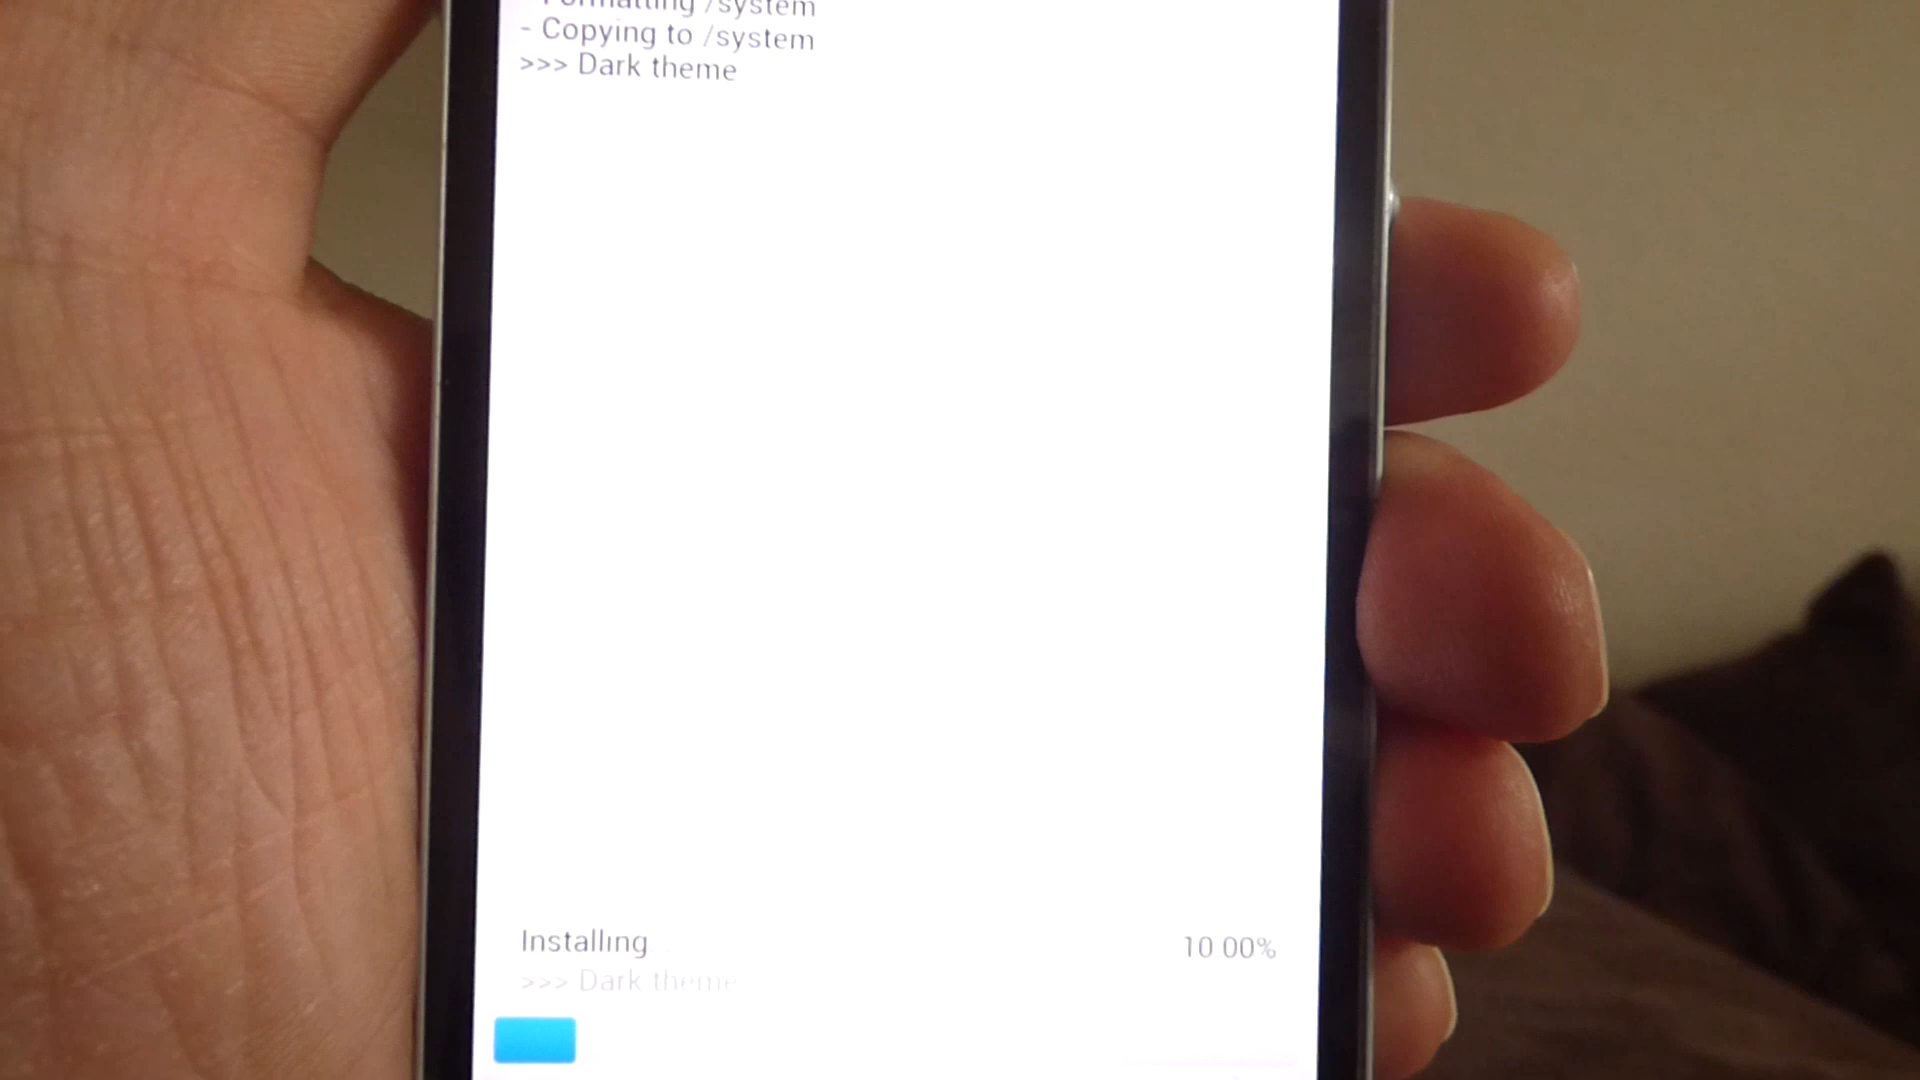 - Formatting /system
- Copying to /system
>>> Dark theme
Installing
10 00%
>>> Dark theme